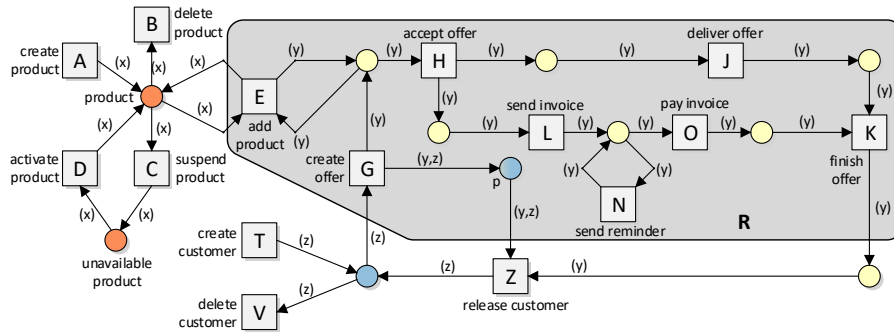 B
delete
product
create
product
A
(x)
(x)
(x)
product
(x)
E
add
product
(y)
(y)
(y)
accept offer
H
(y)
(y)
(y)
deliver offer
J
(y)
(y)
send invoice
L
(y)
(y)
(y)
pay invoice
O
(y)
(y)
K
finish
offer
(y)
(x)
(x)
activate
product
D
C
suspend
product
(x)
(x)
unavailable
product
create
offer
G
(y)
(y,z)
p
(y,z)
(y)
(y)
N
send reminder
R
create
customer
T
(z)
(z)
(z)
(z)
Z
(y)
release customer
delete
customer
V